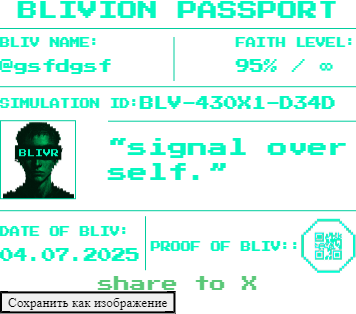 BLIVION PASSPORT
BLIV NAME:
FAITH LEVEL:
@gsfdgsf
95% / ∞
SIMULATION ID:BLV-430X1-D34D
BLIVR
“signal over
self.”
DATE OF BLIV:
04.07.2025
PROOF OF BLIV::
share to X
Сохранить как изображение